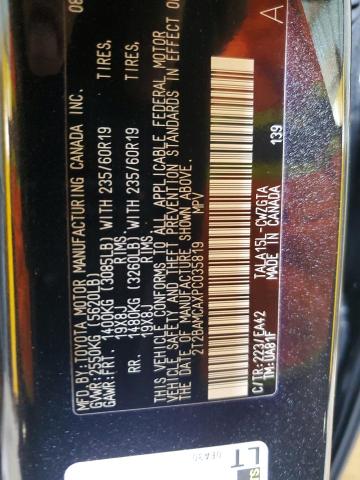 MFD.BY:TOYOTA MOTOR MANUFACTURING CANADA INC. 08
GVWR: 2550KG (5620LB)
GAWR:FRT. 1400KG (3085LB) WITH 235/60R19 TIRES,
19X8J RIMS,
RR. 1480KG (3260LB) WITH 235/60R19 TIRES,
19X8J RIMS,
THIS VEHICLE CONFORMS TO ALL APPLICABLE FEDERAL MOTOR
VEHICLE SAFETY AND THEFT PREVENTION STANDARDS IN EFFECT O
THE DATE OF MANUFACTURE SHOWN ABOVE.
2T2BAMCAXPC035819 MPV
139 A
C/TR:223/EA42 TALA15L-CWZGTA
TM:UA81F MADE IN CANADA
LT